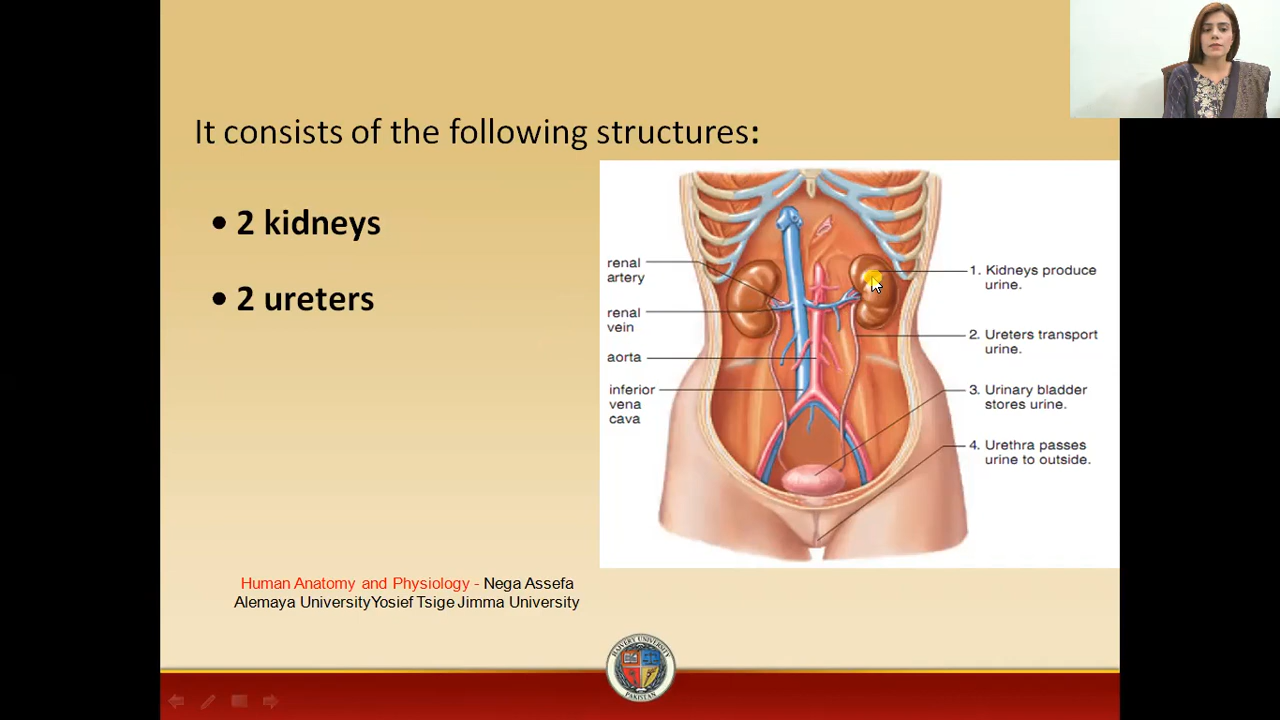 It consists of the following structures:
• 2 kidneys
• 2 ureters
renal
artery
renal
vein
aorta
inferior
vena
cava
1. Kidneys produce
urine.
2. Ureters transport
urine.
3. Urinary bladder
stores urine.
4. Urethra passes
urine to outside.
Human Anatomy and Physiology - Nega Assefa
Alemaya UniversityYosief Tsige Jimma University
PAKISTAN